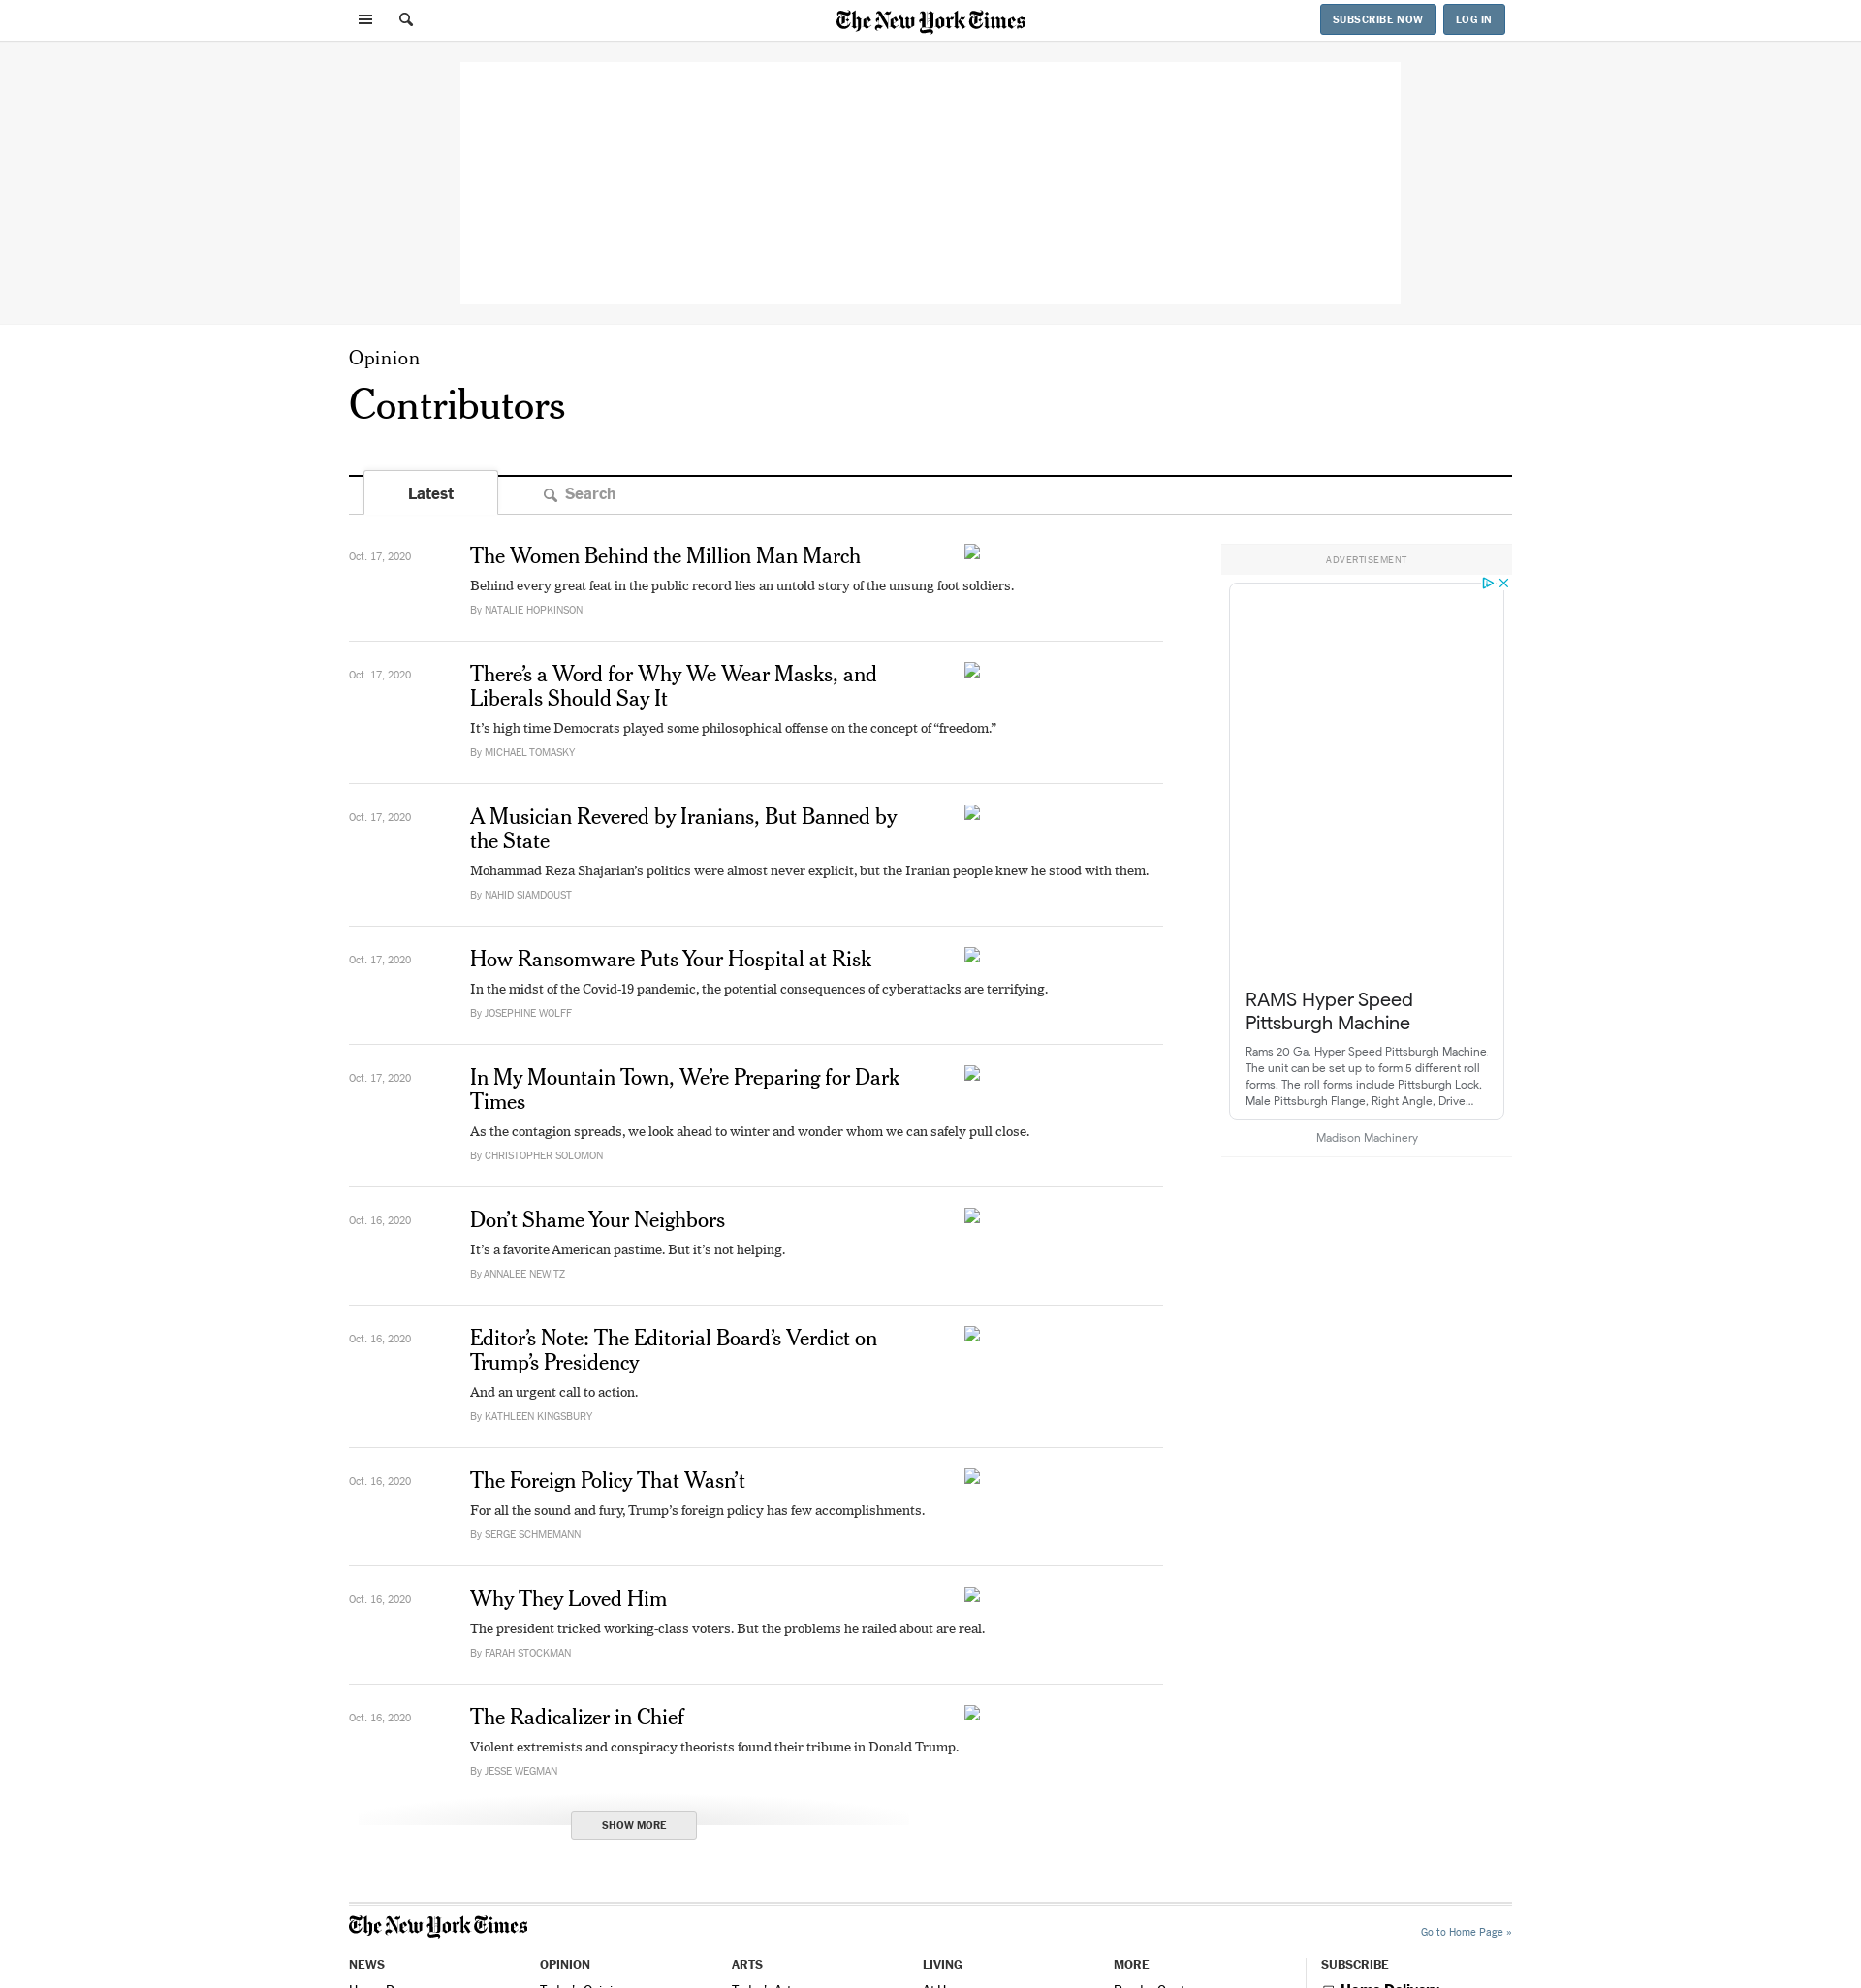 The New York Times
SUBSCRIBE NOW
LOG IN
Opinion
Contributors
Latest
Search
Oct. 17, 2020
The Women Behind the Million Man March
Behind every great feat in the public record lies an untold story of the unsung foot soldiers.
By NATALIE HOPKINSON
Oct. 17, 2020
There’s a Word for Why We Wear Masks, and
Liberals Should Say It
It’s high time Democrats played some philosophical offense on the concept of “freedom.”
By MICHAEL TOMASKY
Oct. 17, 2020
A Musician Revered by Iranians, But Banned by
the State
Mohammad Reza Shajarian’s politics were almost never explicit, but the Iranian people knew he stood with them.
By NAHID SIAMDOUST
Oct. 17, 2020
How Ransomware Puts Your Hospital at Risk
In the midst of the Covid-19 pandemic, the potential consequences of cyberattacks are terrifying.
By JOSEPHINE WOLFF
Oct. 17, 2020
In My Mountain Town, We’re Preparing for Dark
Times
As the contagion spreads, we look ahead to winter and wonder whom we can safely pull close.
By CHRISTOPHER SOLOMON
Oct. 16, 2020
Don’t Shame Your Neighbors
It’s a favorite American pastime. But it’s not helping.
By ANNALEE NEWITZ
Oct. 16, 2020
Editor’s Note: The Editorial Board’s Verdict on
Trump’s Presidency
And an urgent call to action.
By KATHLEEN KINGSBURY
Oct. 16, 2020
The Foreign Policy That Wasn’t
For all the sound and fury, Trump’s foreign policy has few accomplishments.
By SERGE SCHMEMANN
Oct. 16, 2020
Why They Loved Him
The president tricked working-class voters. But the problems he railed about are real.
By FARAH STOCKMAN
Oct. 16, 2020
The Radicalizer in Chief
Violent extremists and conspiracy theorists found their tribune in Donald Trump.
By JESSE WEGMAN
SHOW MORE
ADVERTISEMENT
RAMS Hyper Speed
Pittsburgh Machine
Rams 20 Ga. Hyper Speed Pittsburgh Machine
The unit can be set up to form 5 different roll
forms. The roll forms include Pittsburgh Lock,
Male Pittsburgh Flange, Right Angle, Drive...
Madison Machinery
The New York Times
Go to Home Page »
NEWS
OPINION
ARTS
LIVING
MORE
SUBSCRIBE
Home Delivery